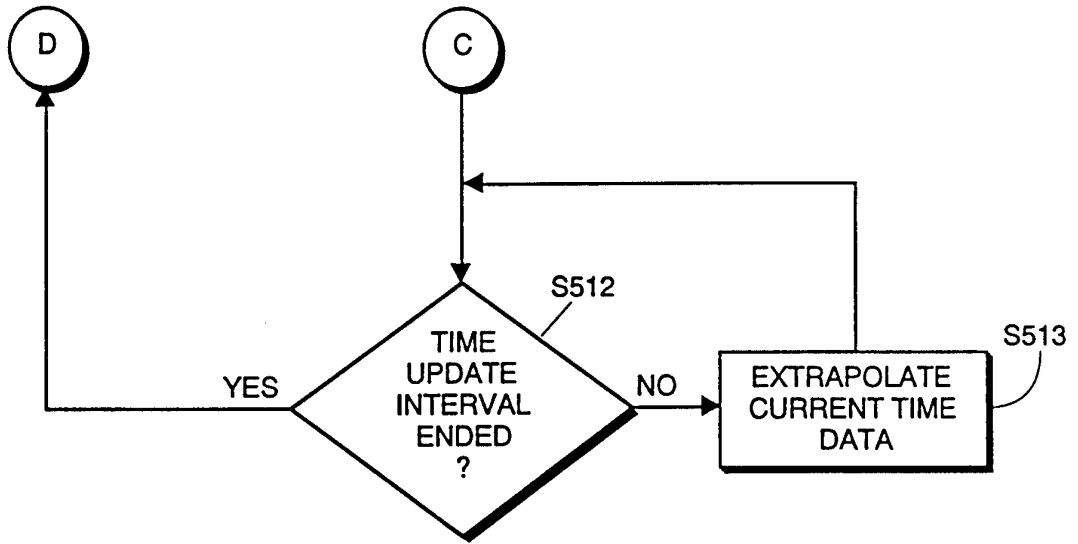 D
C
S512
TIME
UPDATE
INTERVAL
ENDED
?
YES
NO
S513
EXTRAPOLATE
CURRENT TIME
DATA